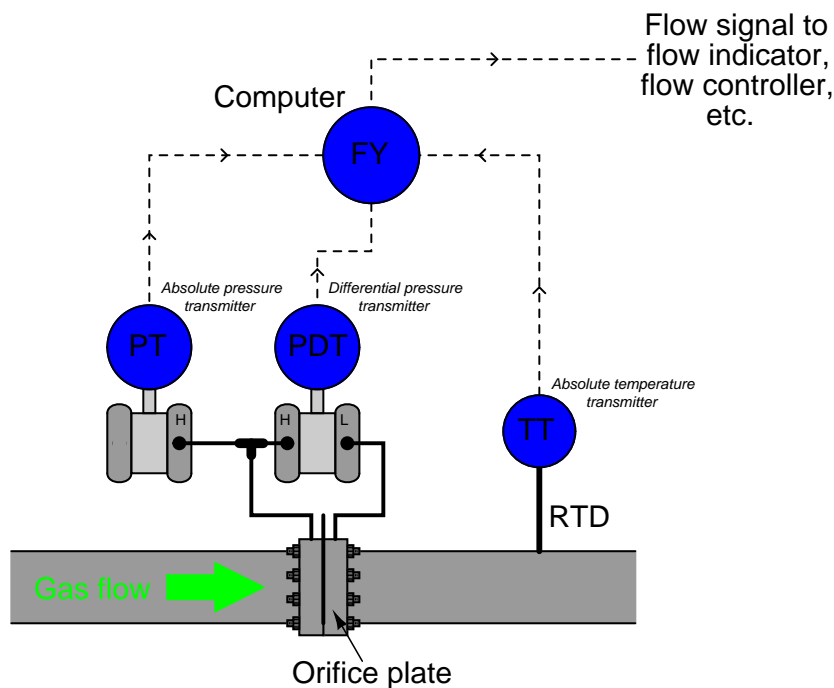 Flow signal to
flow indicator,
flow controller,
etc.
Computer
FY
Absolute pressure
transmitter
Differential pressure
transmitter
PT
PDT
Absolute temperature
transmitter
TT
H
H
L
RTD
Gas flow
Orifice plate